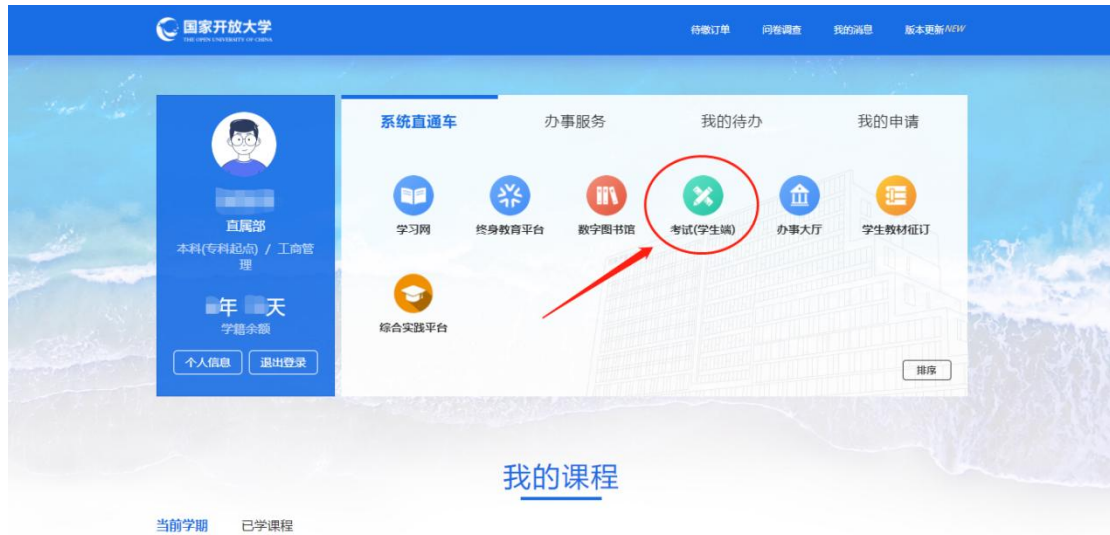 国家开放大学
THE OPEN UNIVERSITY OF CHINA
待缴订单 问卷调查 我的消息 版本更新NEW
系统直通车 办事服务 我的待办 我的申请
直属部
本科(专科起点) / 工商管
理
年 天
学籍余额
个人信息 退出登录
学习网 终身教育平台 数字图书馆 考试(学生端) 办事大厅 学生教材征订
综合实践平台
排序
我的课程
当前学期 已学课程